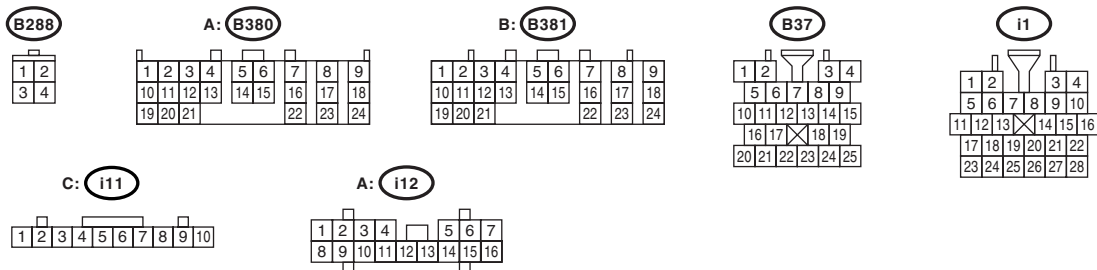 B288 A: B380 B: B381 B37 i1
1 2
3 4
1 2 3 4 5 6 7 8 9
10 11 12 13 14 15 16 17 18
19 20 21 22 23 24
1 2 3 4 5 6 7 8 9
10 11 12 13 14 15 16 17 18
19 20 21 22 23 24
1 2 3 4
5 6 7 8 9
10 11 12 13 14 15
16 17 18 19
20 21 22 23 24 25
1 2 3 4
5 6 7 8 9 10
11 12 13 14 15 16
17 18 19 20 21 22
23 24 25 26 27 28
C: i11 A: i12
1 2 3 4 5 6 7 8 9 10
1 2 3 4 5 6 7
8 9 10 11 12 13 14 15 16